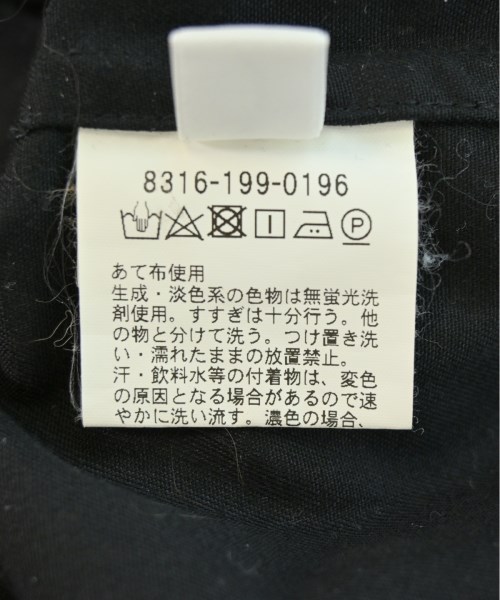 8316-199-0196
P
あて布使用
生成・淡色系の色物は無蛍光洗
剤使用。すすぎは十分行う。他
の物と分けて洗う。つけ置き洗
い・濡れたままの放置禁止。
汗・飲料水等の付着物は、変色
の原因となる場合があるので速
やかに洗い流す。濃色の場合、